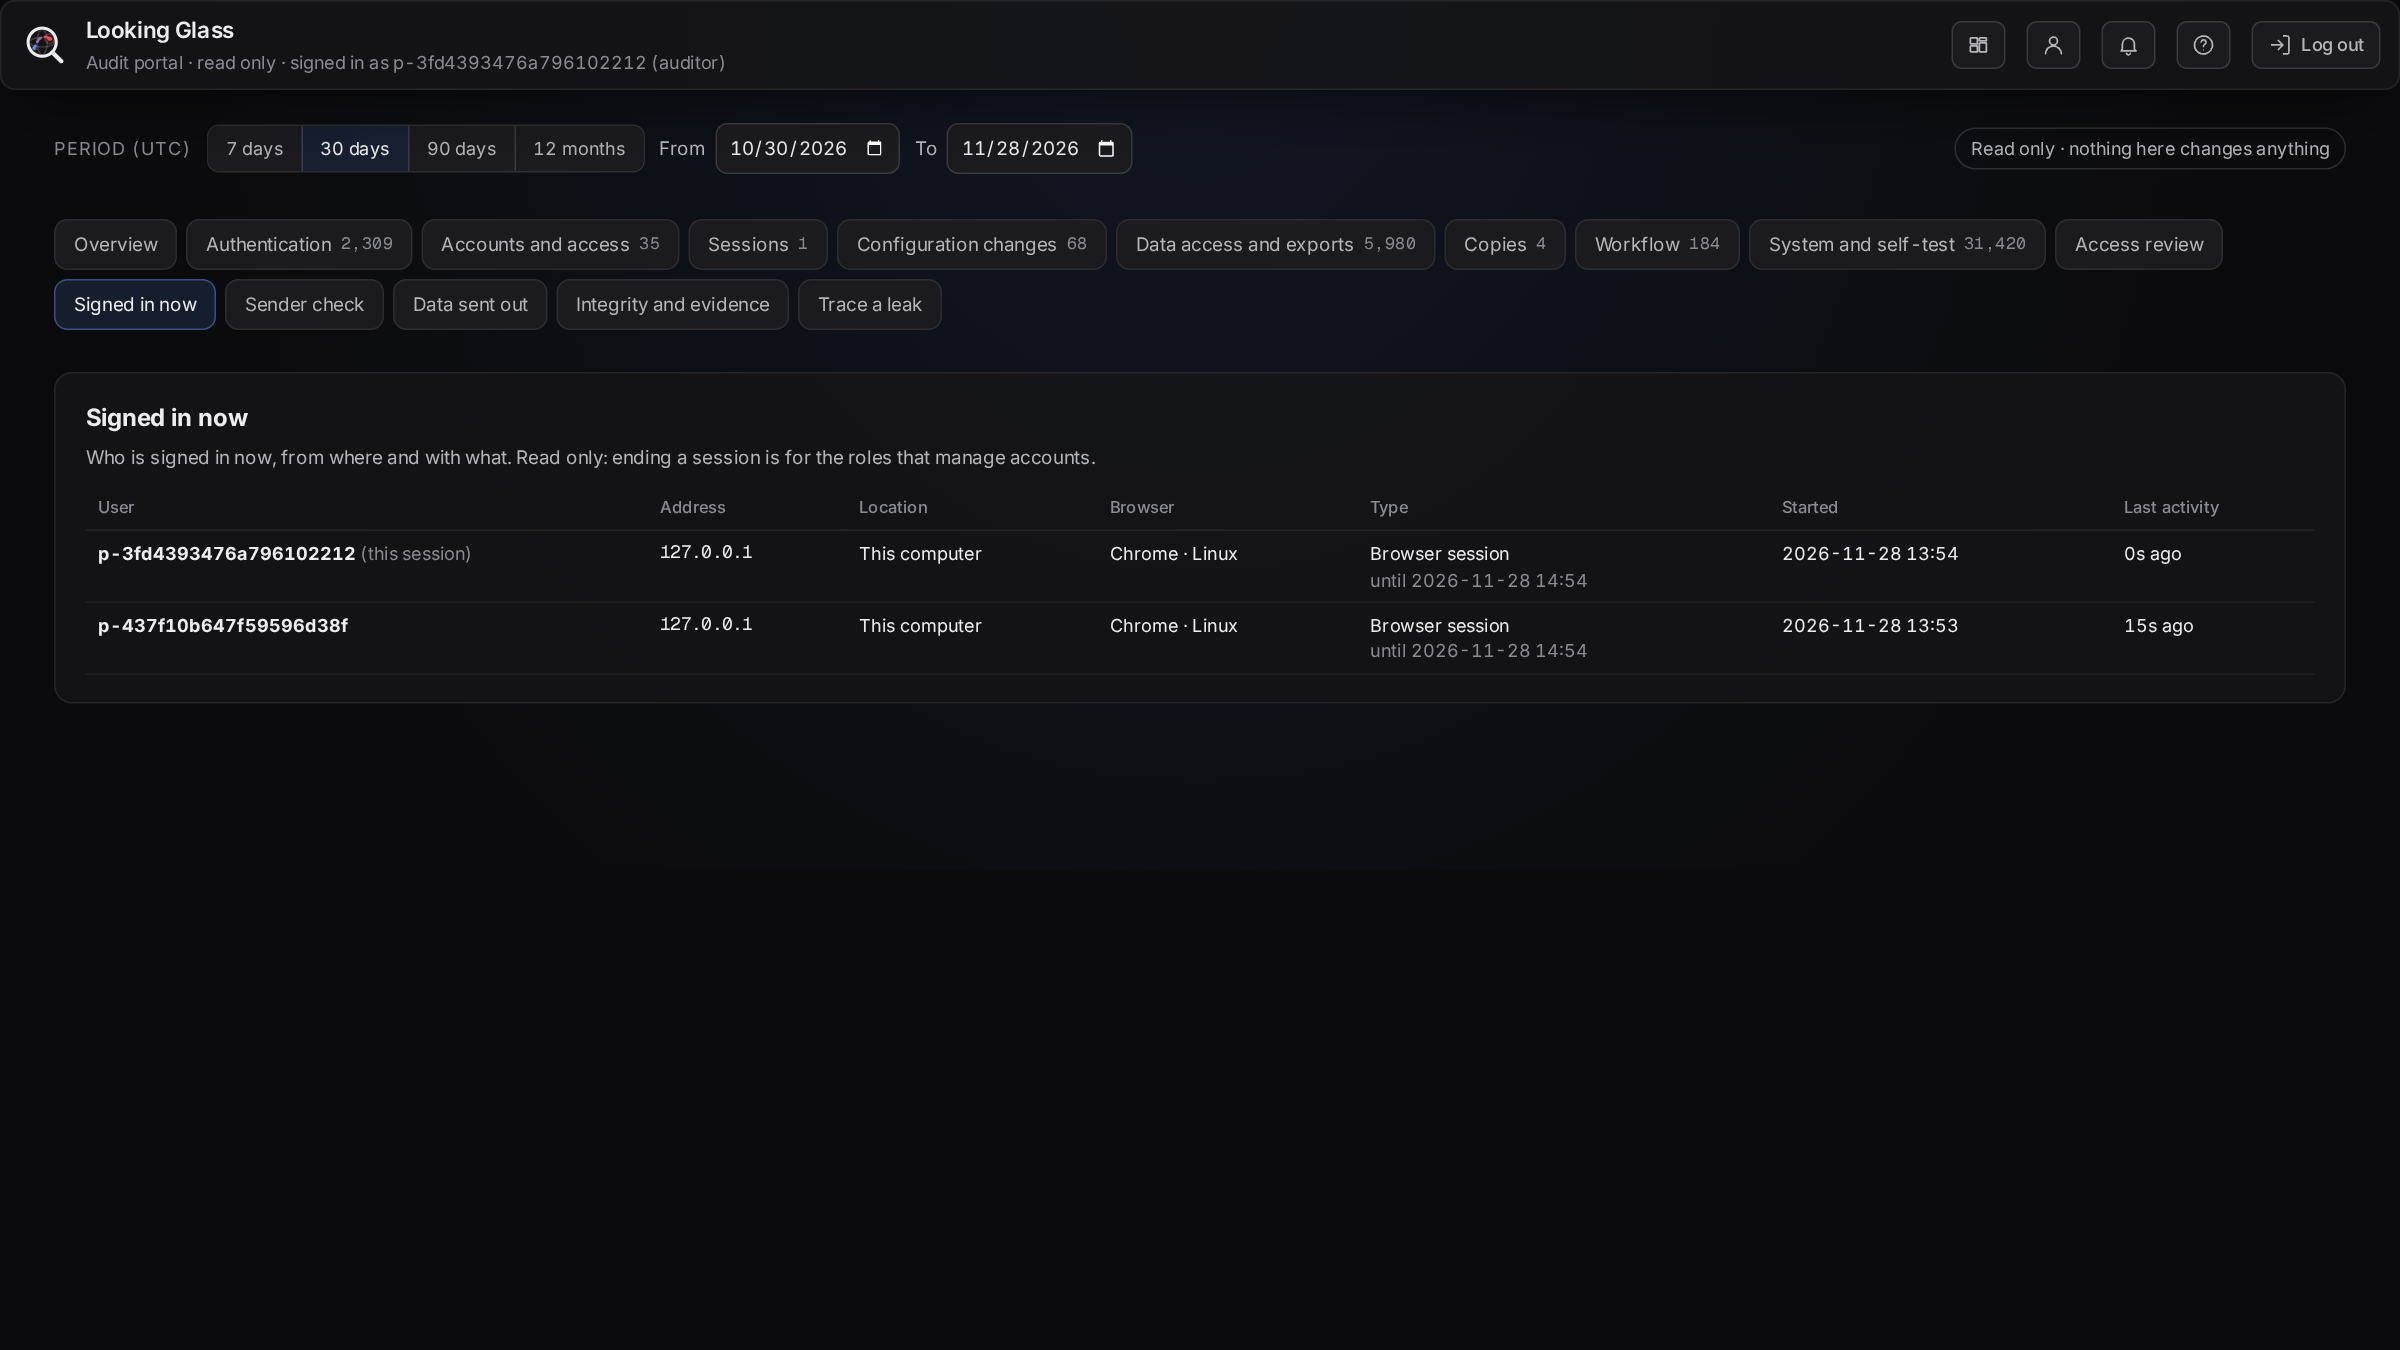 Looking Glass
Audit portal · read only · signed in as p-3fd4393476a796102212 (auditor)
Log out
PERIOD (UTC) 7 days 30 days 90 days 12 months From 10/30/2026 To 11/28/2026 Read only · nothing here changes anything
Overview Authentication 2,309 Accounts and access 35 Sessions 1 Configuration changes 68 Data access and exports 5,980 Copies 4 Workflow 184 System and self-test 31,420 Access review
Signed in now Sender check Data sent out Integrity and evidence Trace a leak
Signed in now
Who is signed in now, from where and with what. Read only: ending a session is for the roles that manage accounts.
User Address Location Browser Type Started Last activity
p-3fd4393476a796102212 (this session) 127.0.0.1 This computer Chrome · Linux Browser session 2026-11-28 13:54 0s ago
until 2026-11-28 14:54
p-437f10b647f59596d38f 127.0.0.1 This computer Chrome · Linux Browser session 2026-11-28 13:53 15s ago
until 2026-11-28 14:54